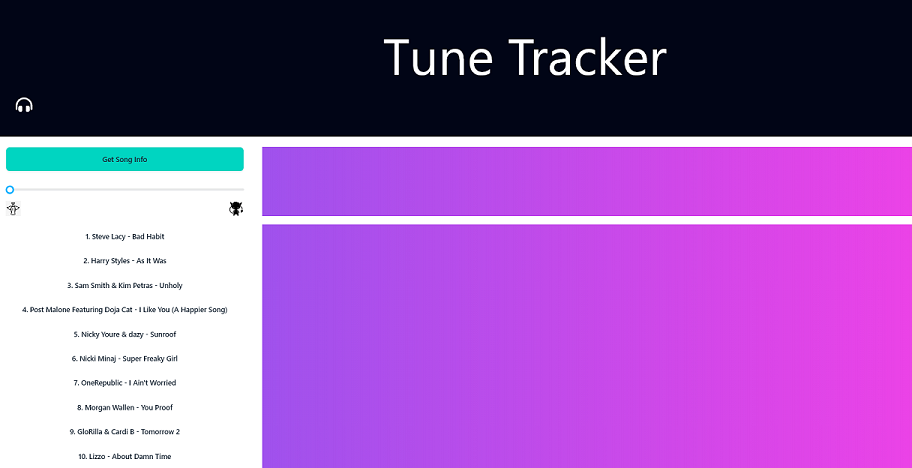 Tune Tracker
Get Song Info
1. Steve Lacy - Bad Habit
2. Harry Styles - As It Was
3. Sam Smith & Kim Petras - Unholy
4. Post Malone Featuring Doja Cat - I Like You (A Happier Song)
5. Nicky Youre & dazy - Sunroof
6. Nicki Minaj - Super Freaky Girl
7. OneRepublic - I Ain't Worried
8. Morgan Wallen - You Proof
9. GloRilla & Cardi B - Tomorrow 2
10. Lizzo - About Damn Time